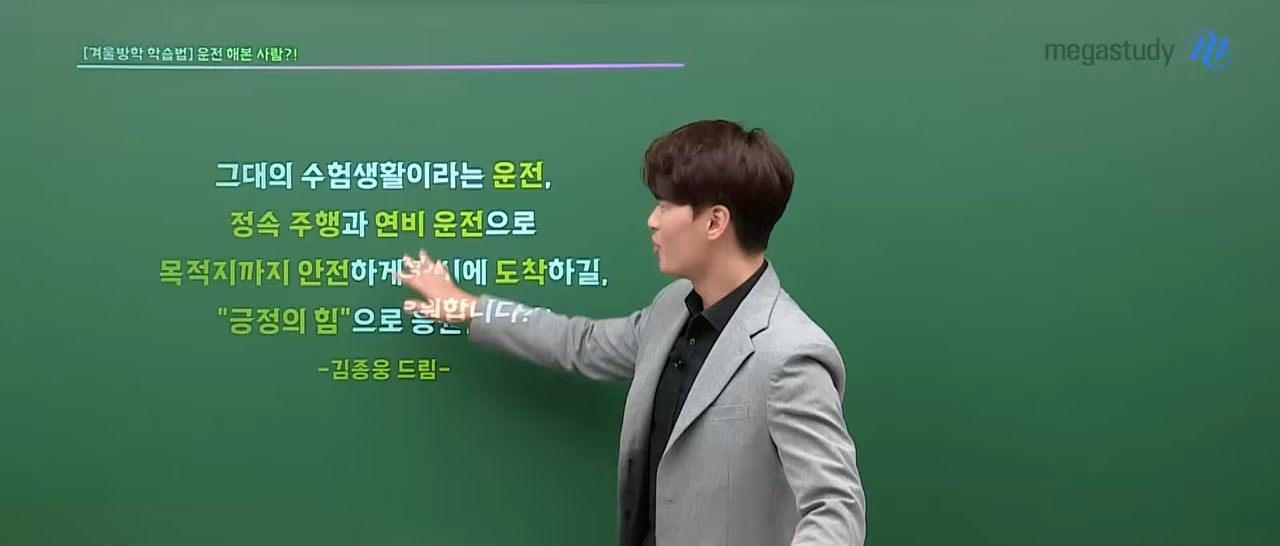 [겨울방학 학습법] 운전 해본 사람?!
megastudy
그대의 수험생활이라는 운전,
정속 주행과 연비 운전으로
목적지까지 안전하게 도착하길,
"긍정의 힘"으로
-김종웅 드림-